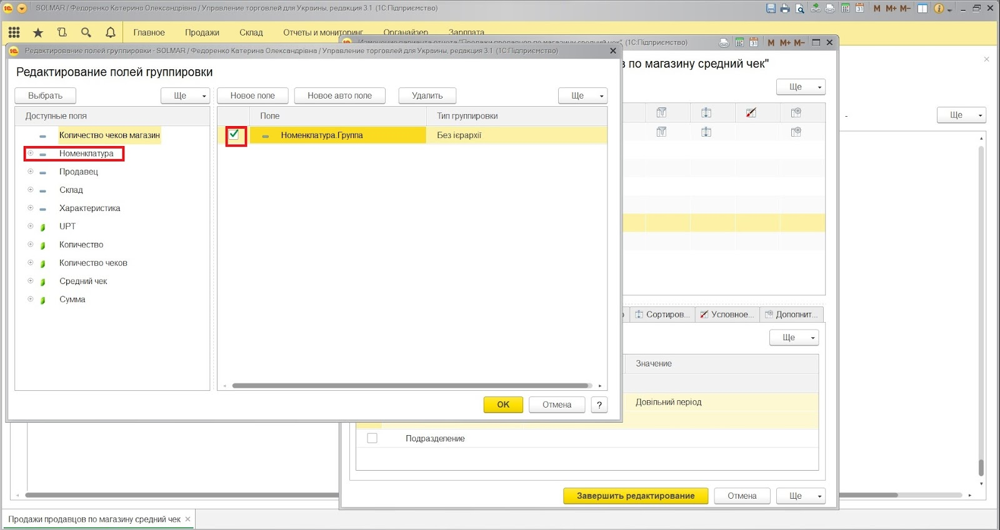 SOLMAR / Федоренко Катерина Олександрівна / Управление торговлей для Украины, редакция 3.1 (1С:Підприємство)
M M+ M−
Главное Продажи Склад Отчеты и мониторинг Органайзер Зарплата
Изменение варианта отчета "Продажи продавцов по магазину средний чек" (1С:Підприємство)
M M+ M−
Редактирование полей группировки - SOLMAR / Федоренко Катерина Олександрівна / Управление торговлей для Украины, редакция 3.1 (1С:Підприємство)
по магазину средний чек"
Редактирование полей группировки
Ще
Выбрать Ще Новое поле Новое авто поле Удалить Ще
Ще
Доступные поля Поле Тип группировки
Количество чеков магазин Номенклатура.Группа Без ієрархії
Номенклатура
Продавец
Склад
Характеристика
UPT
Количество
Количество чеков
Средний чек
Сумма
Сортиров... Условное... Дополнит...
Ще
Значение
OK Отмена ?
Довільний період
Подразделение
Завершить редактирование Отмена Ще
Продажи продавцов по магазину средний чек